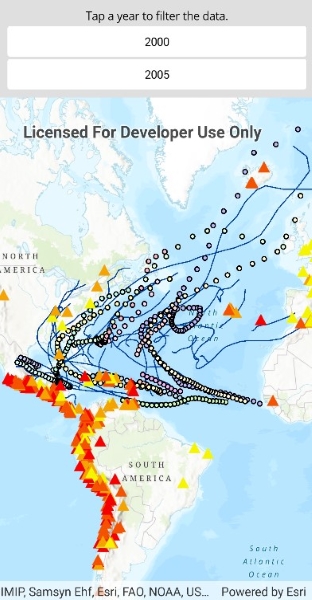 Tap a year to filter the data.
2000
2005
Licensed For Developer Use Only
NORTH
AMERICA
North
Atlantic
Ocean
SOUTH
AMERICA
South
Atlantic
Ocean
IMIP, Samsyn Ehf, Esri, FAO, NOAA, US... Powered by Esri